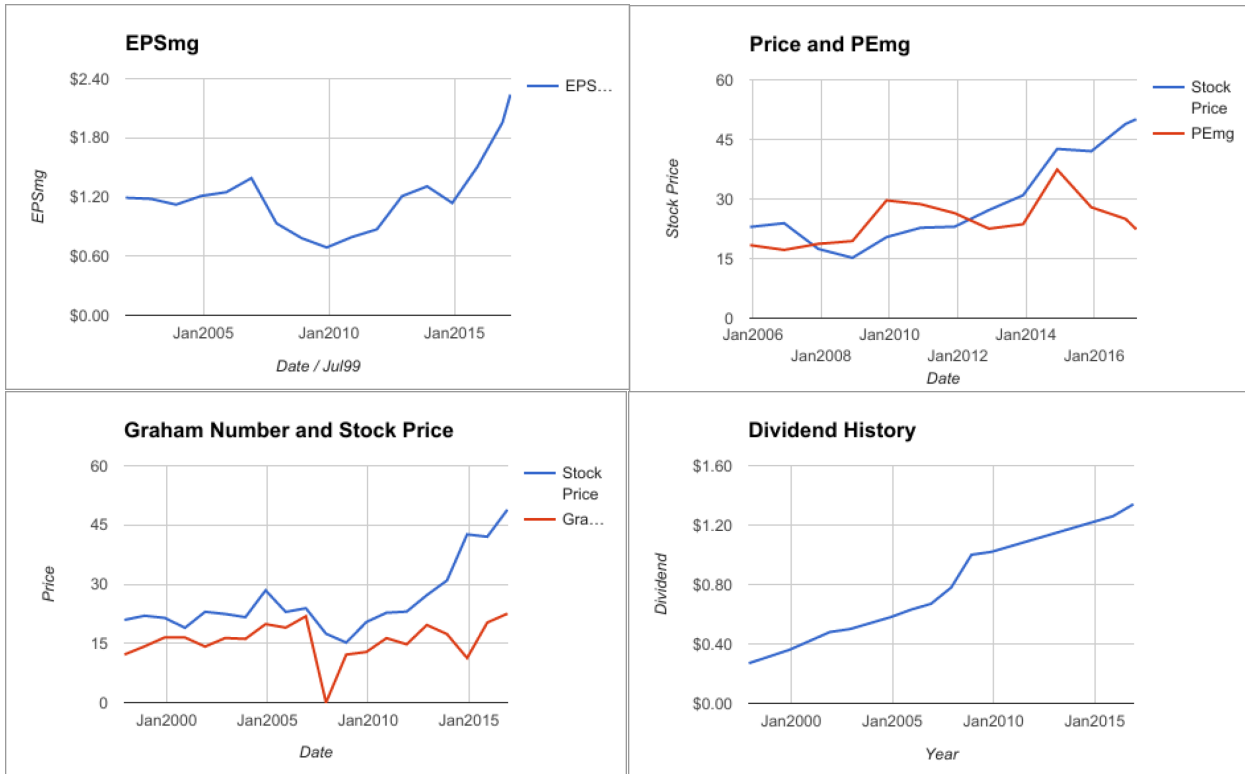 EPSmg
$2.40
$1.80
$1.20
$0.60
$0.00
EPSmg
Jan2005
Jan2010
Jan2015
Date / Jul99
EPS…
Price and PEmg
60
45
30
15
0
Stock Price
Jan2006
Jan2008
Jan2010
Jan2012
Jan2014
Jan2016
Date
Stock
Price
PEmg
Graham Number and Stock Price
60
45
30
15
0
Price
Jan2000
Jan2005
Jan2010
Jan2015
Date
Stock
Price
Gra…
Dividend History
$1.60
$1.20
$0.80
$0.40
$0.00
Dividend
Jan2000
Jan2005
Jan2010
Jan2015
Year